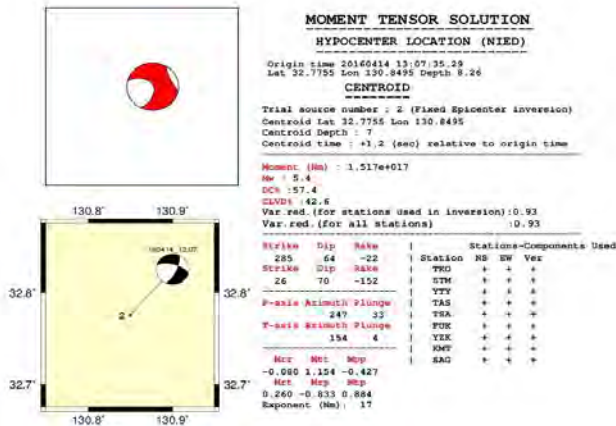 MOMENT TENSOR SOLUTION
HYPOCENTER LOCATION (NIED)
Origin time 20160414 13:07:35.29
Lat 32.7755 Lon 130.8495 Depth 8.26
CENTROID
Trial source number : 2 (Fixed Epicenter inversion)
Centroid Lat 32.7755 Lon 130.8495
Centroid Depth : 7
Centroid time : +1.2 (sec) relative to origin time
Moment (Nm) : 1.517e+017
Mw : 5.4
DC% : 57.4
CLVD% : 42.6
Var.red. (for stations used in inversion):0.93
Var.red. (for all stations) :0.93
Strike Dip Rake
285 64 -22
Strike Dip Rake
26 70 -152
P-axis Azimuth Plunge
247 33
T-axis Azimuth Plunge
154 4
Mrr Mtt Mpp
-0.080 1.154 -0.427
Mrt Mrp Mtp
0.260 -0.833 0.884
Exponent (Nm): 17
Stations-Components Used
Station NS EW Ver
TKO + + +
STM + + +
YTY + + +
TAS + + +
TSA + + +
FUK + + +
YZK + + +
KMT + + +
SAG + + +
130.8˚ 130.9˚
160414 13:07
32.8˚ 32.8˚
2
32.7˚ 32.7˚
130.8˚ 130.9˚